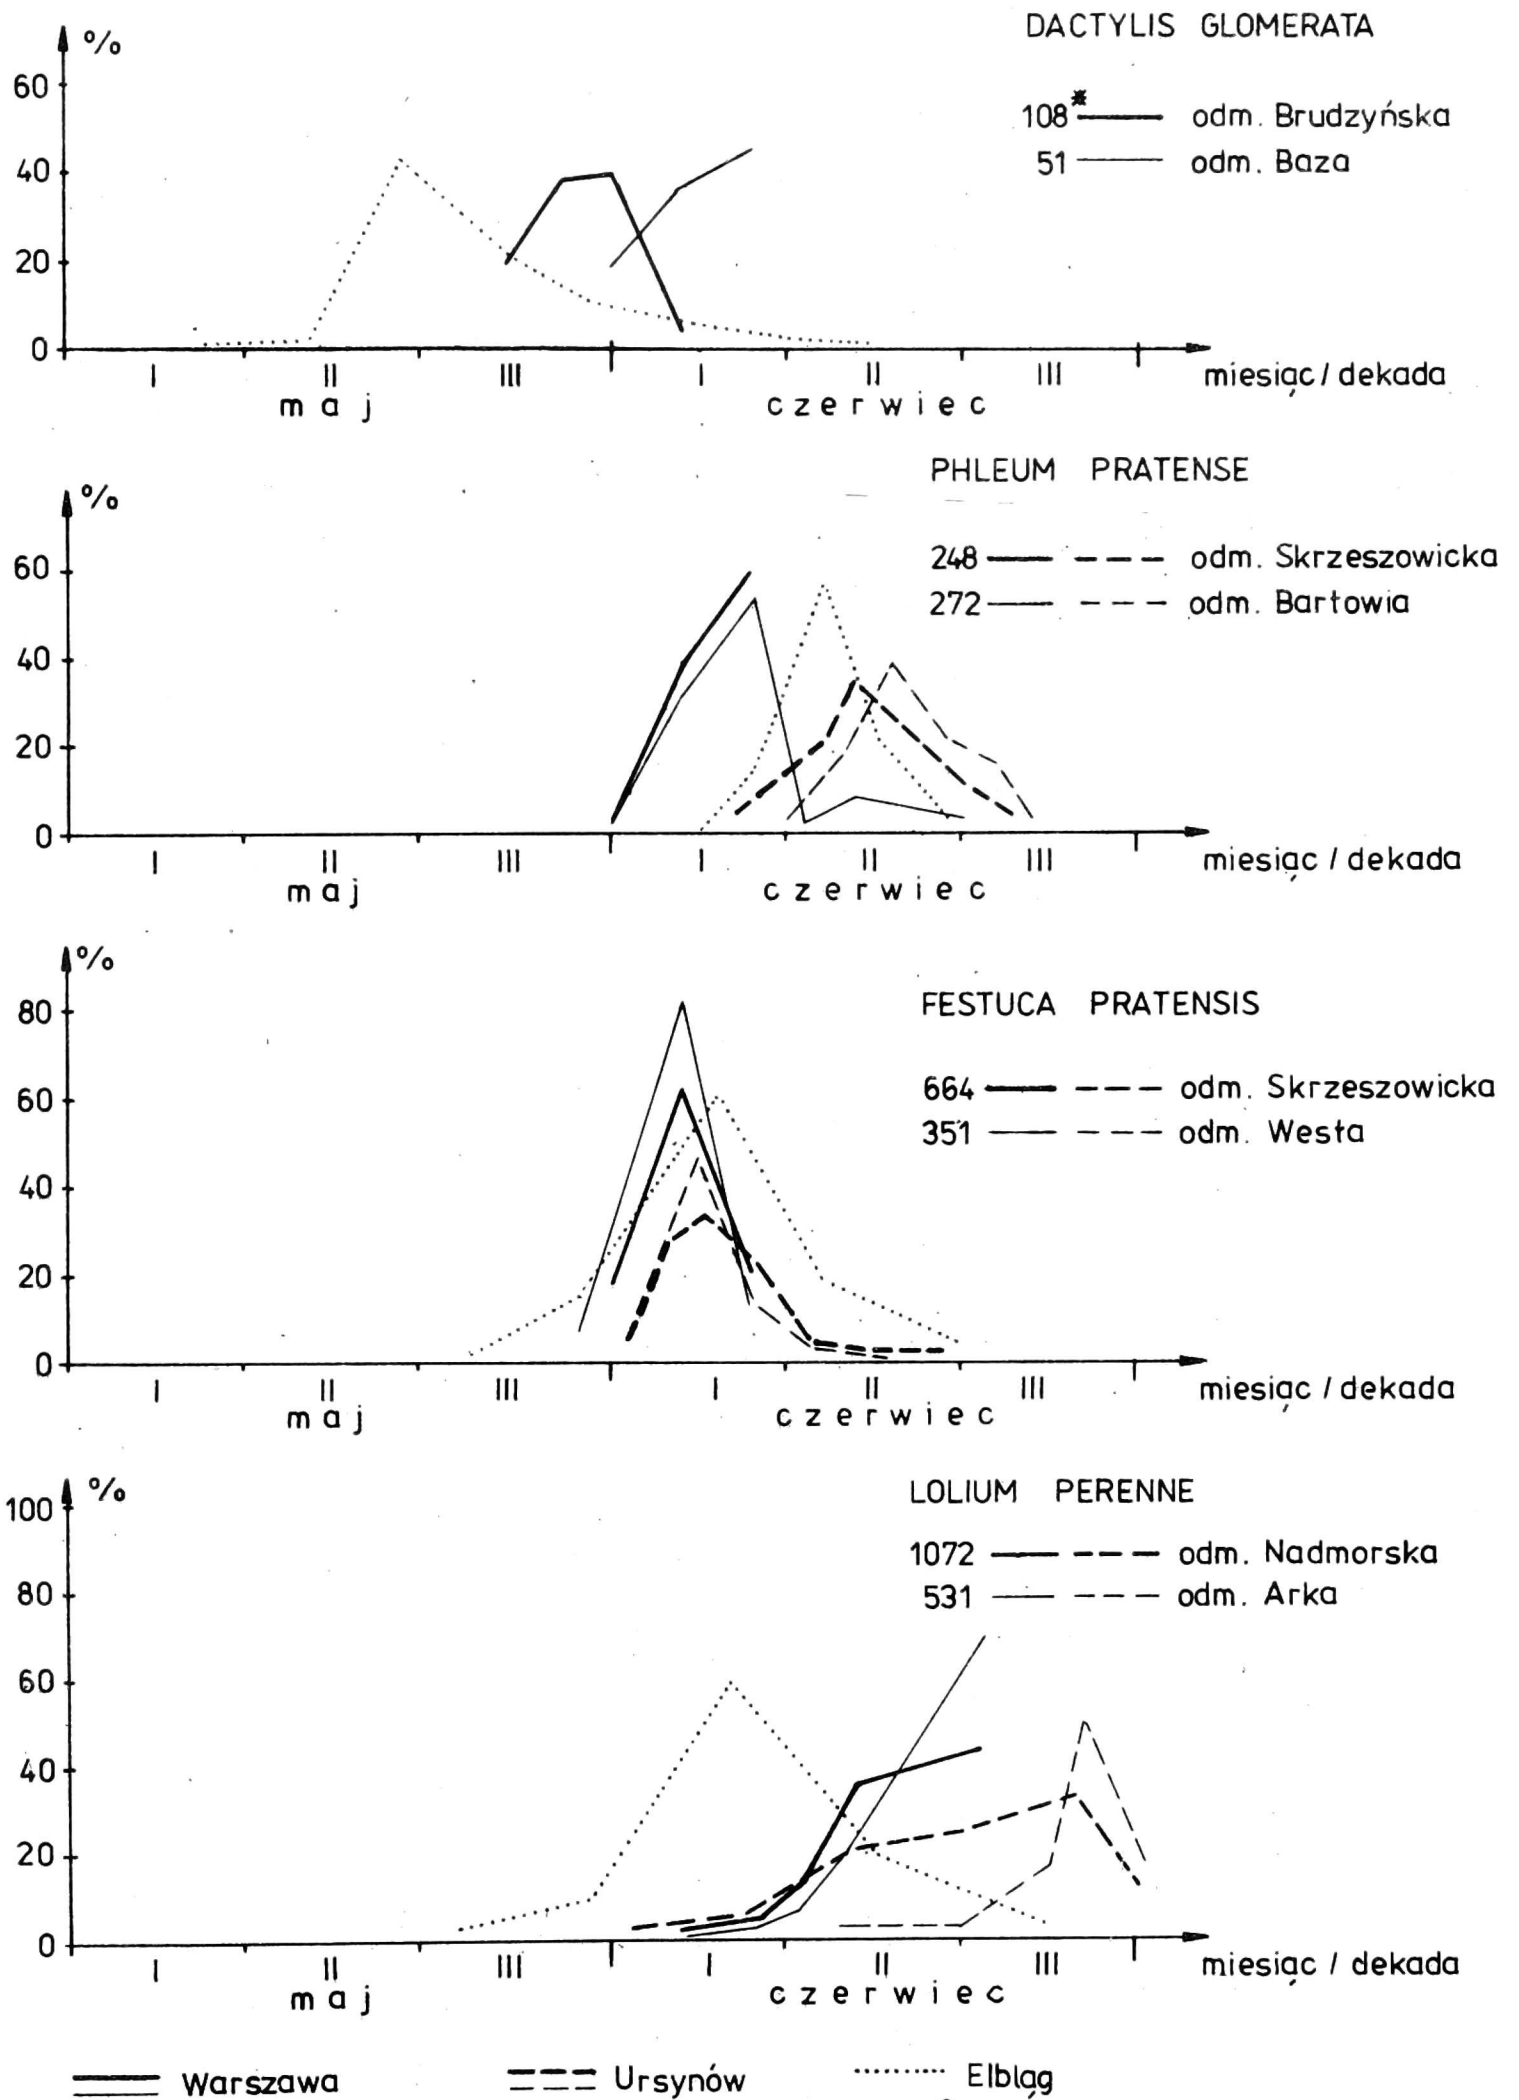 DACTYLIS GLOMERATA
%
60
40
20
0
108* odm. Brudzyńska
51 odm. Baza
I II III I II III miesiąc / dekada
maj czerwiec
PHLEUM PRATENSE
%
60
40
20
0
248 odm. Skrzeszowicka
272 odm. Bartowia
I II III I II III miesiąc / dekada
maj czerwiec
%
80
60
40
20
0
FESTUCA PRATENSIS
664 odm. Skrzeszowicka
351 odm. Westa
I II III I II III miesiąc / dekada
maj czerwiec
%
100
80
60
40
20
0
LOLIUM PERENNE
1072 odm. Nadmorska
531 odm. Arka
I II III I II III miesiąc / dekada
maj czerwiec
Warszawa Ursynów Elbląg